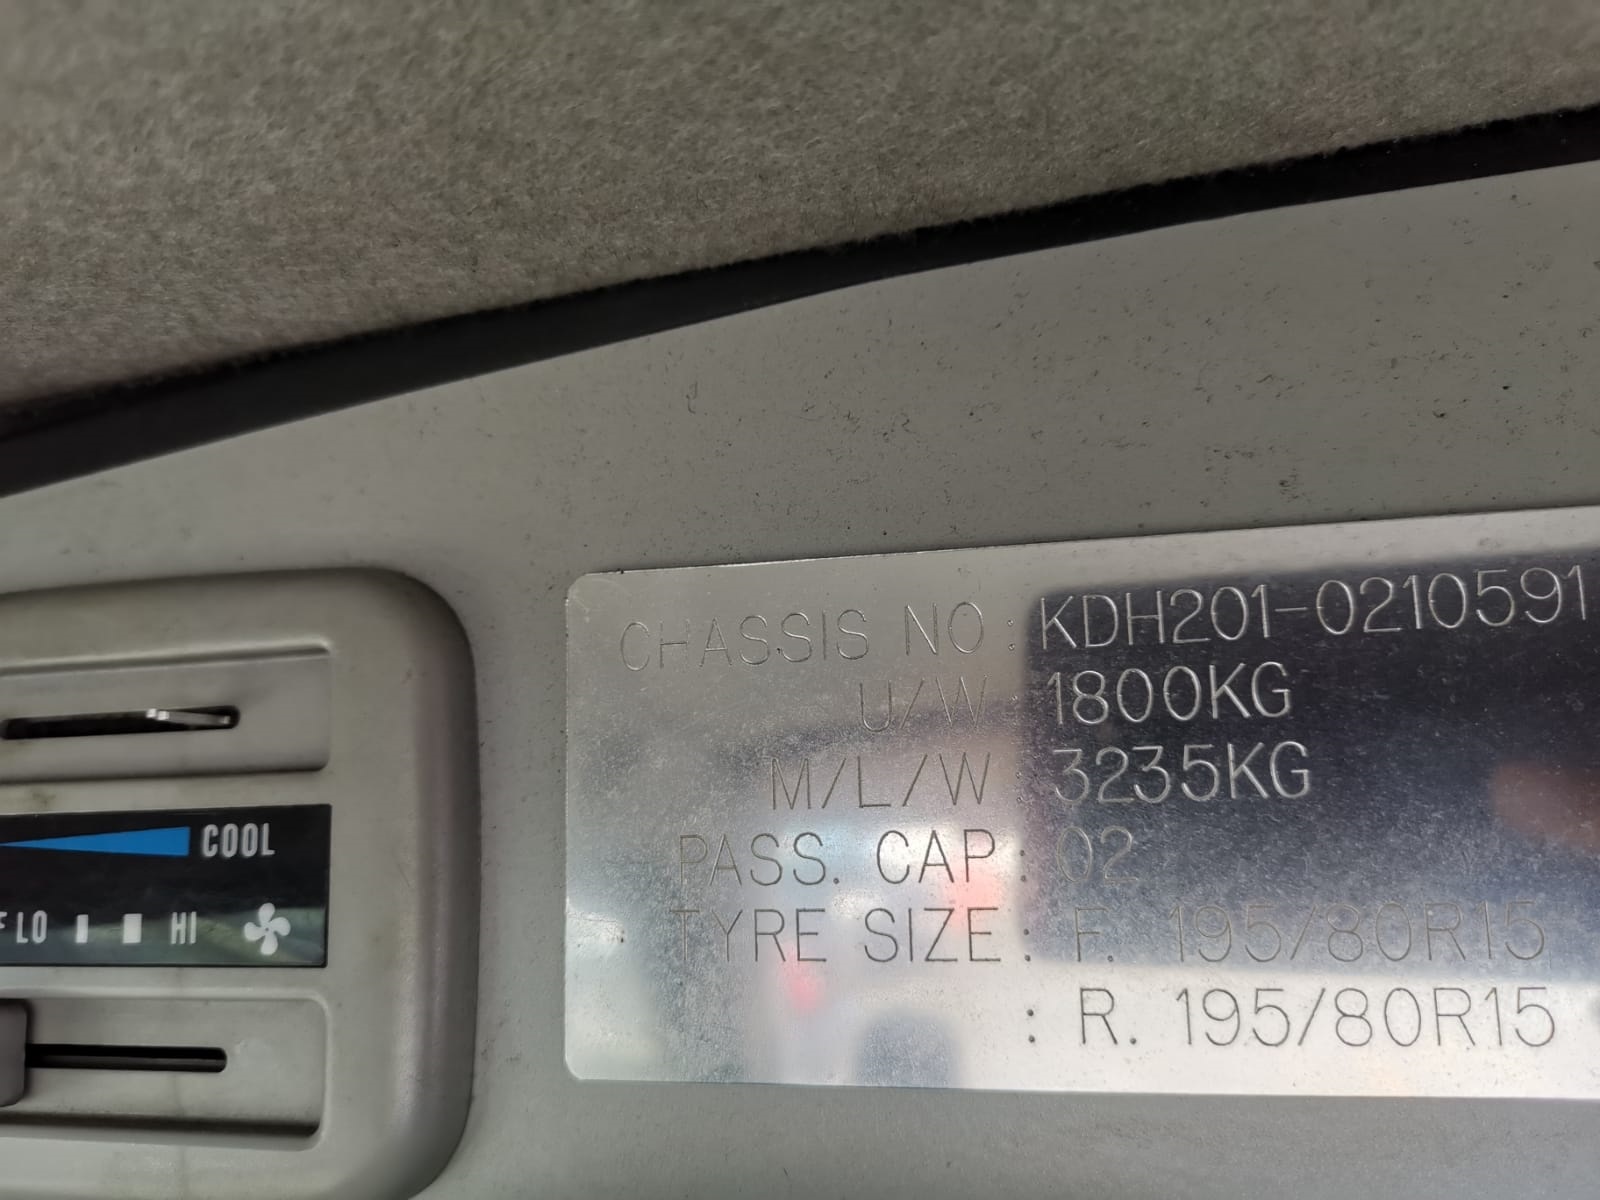 CHASSIS NO : KDH201-0210591
U/W : 1800KG
M/L/W : 3235KG
PASS. CAP : 02
TYRE SIZE : F. 195/80R15
: R. 195/80R15
COOL
LO HI